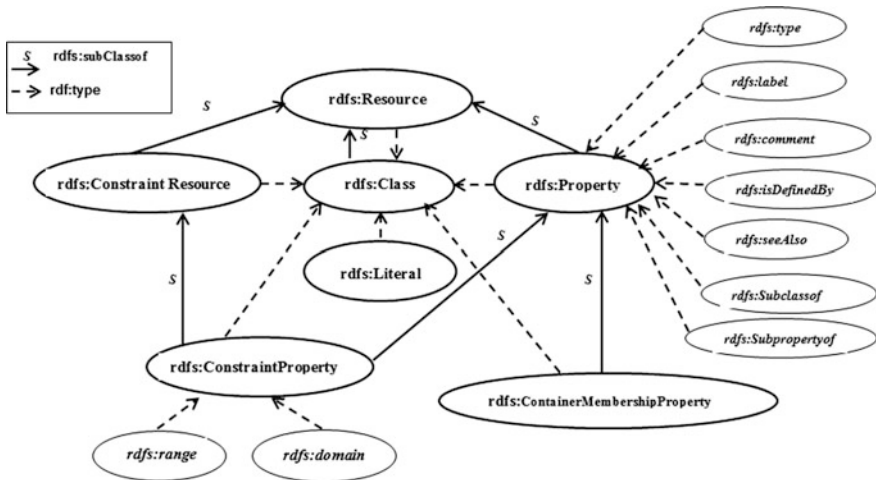 S rdfs:subClassof
rdf:type
rdfs:type
rdfs:label
rdfs:comment
rdfs:isDefinedBy
rdfs:seeAlso
rdfs:Subclassof
rdfs:Subpropertyof
rdfs:Resource
S
S
S
rdfs:Constraint Resource
rdfs:Class
rdfs:Property
rdfs:Literal
S
S
S
rdfs:ConstraintProperty
rdfs:ContainerMembershipProperty
rdfs:range
rdfs:domain